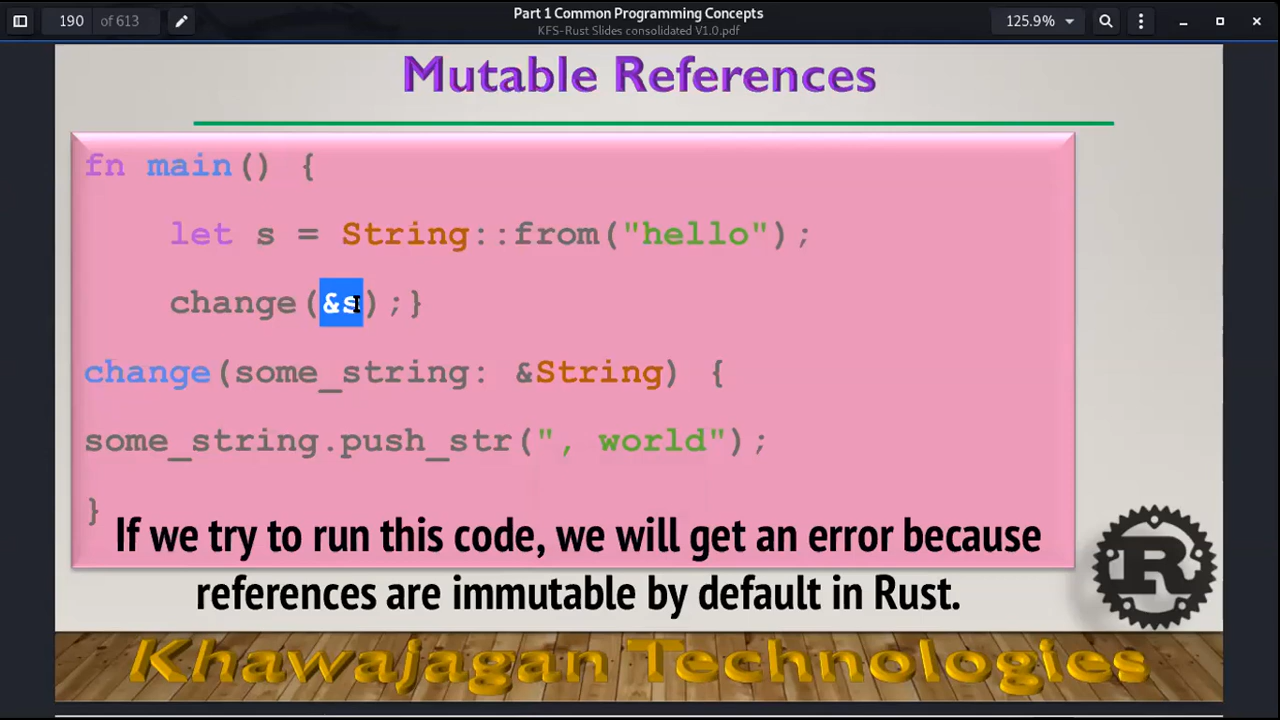 190 of 613
Part 1 Common Programming Concepts
KFS-Rust Slides consolidated V1.0.pdf
125.9%
Mutable References
fn main() {
let s = String::from("hello");
change(&s);}
change(some_string: &String) {
some_string.push_str(", world");
}
If we try to run this code, we will get an error because
references are immutable by default in Rust.
R
Khawajagan Technologies